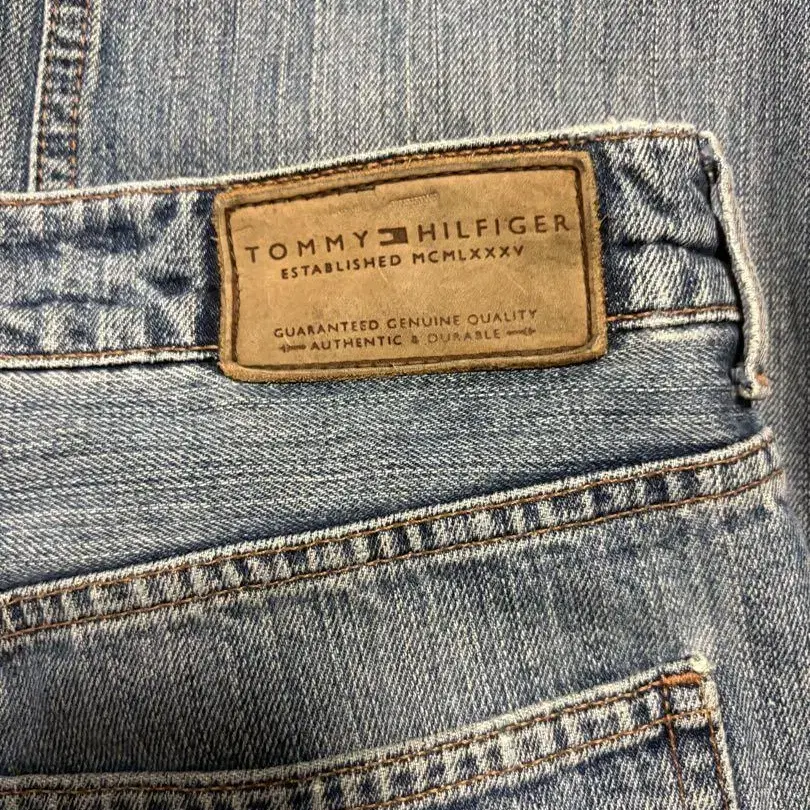 TOMMY HILFIGER
ESTABLISHED MCMLXXXV
GUARANTEED GENUINE QUALITY
AUTHENTIC & DURABLE